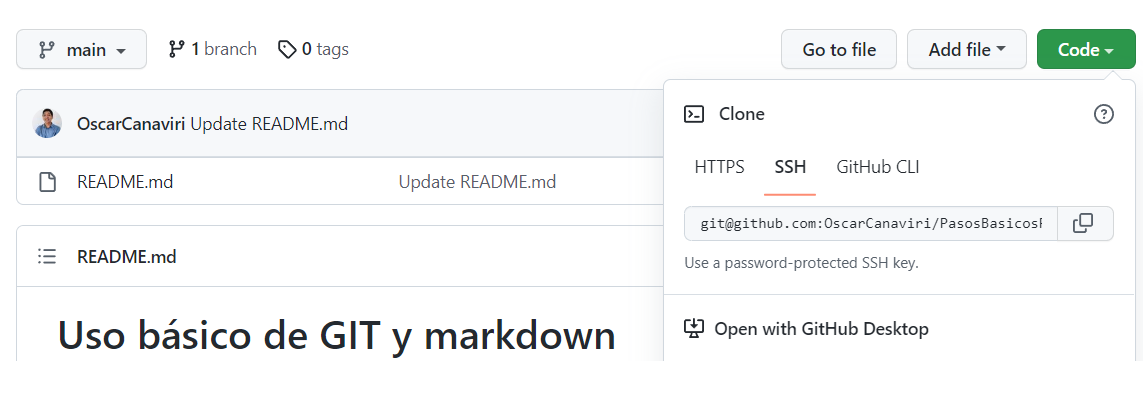 main
1 branch
0 tags
Go to file
Add file
Code
OscarCanaviri Update README.md
README.md
Update README.md
README.md
Uso básico de GIT y markdown
Clone
HTTPS
SSH
GitHub CLI
git@github.com:OscarCanaviri/PasosBasicos
Use a password-protected SSH key.
Open with GitHub Desktop